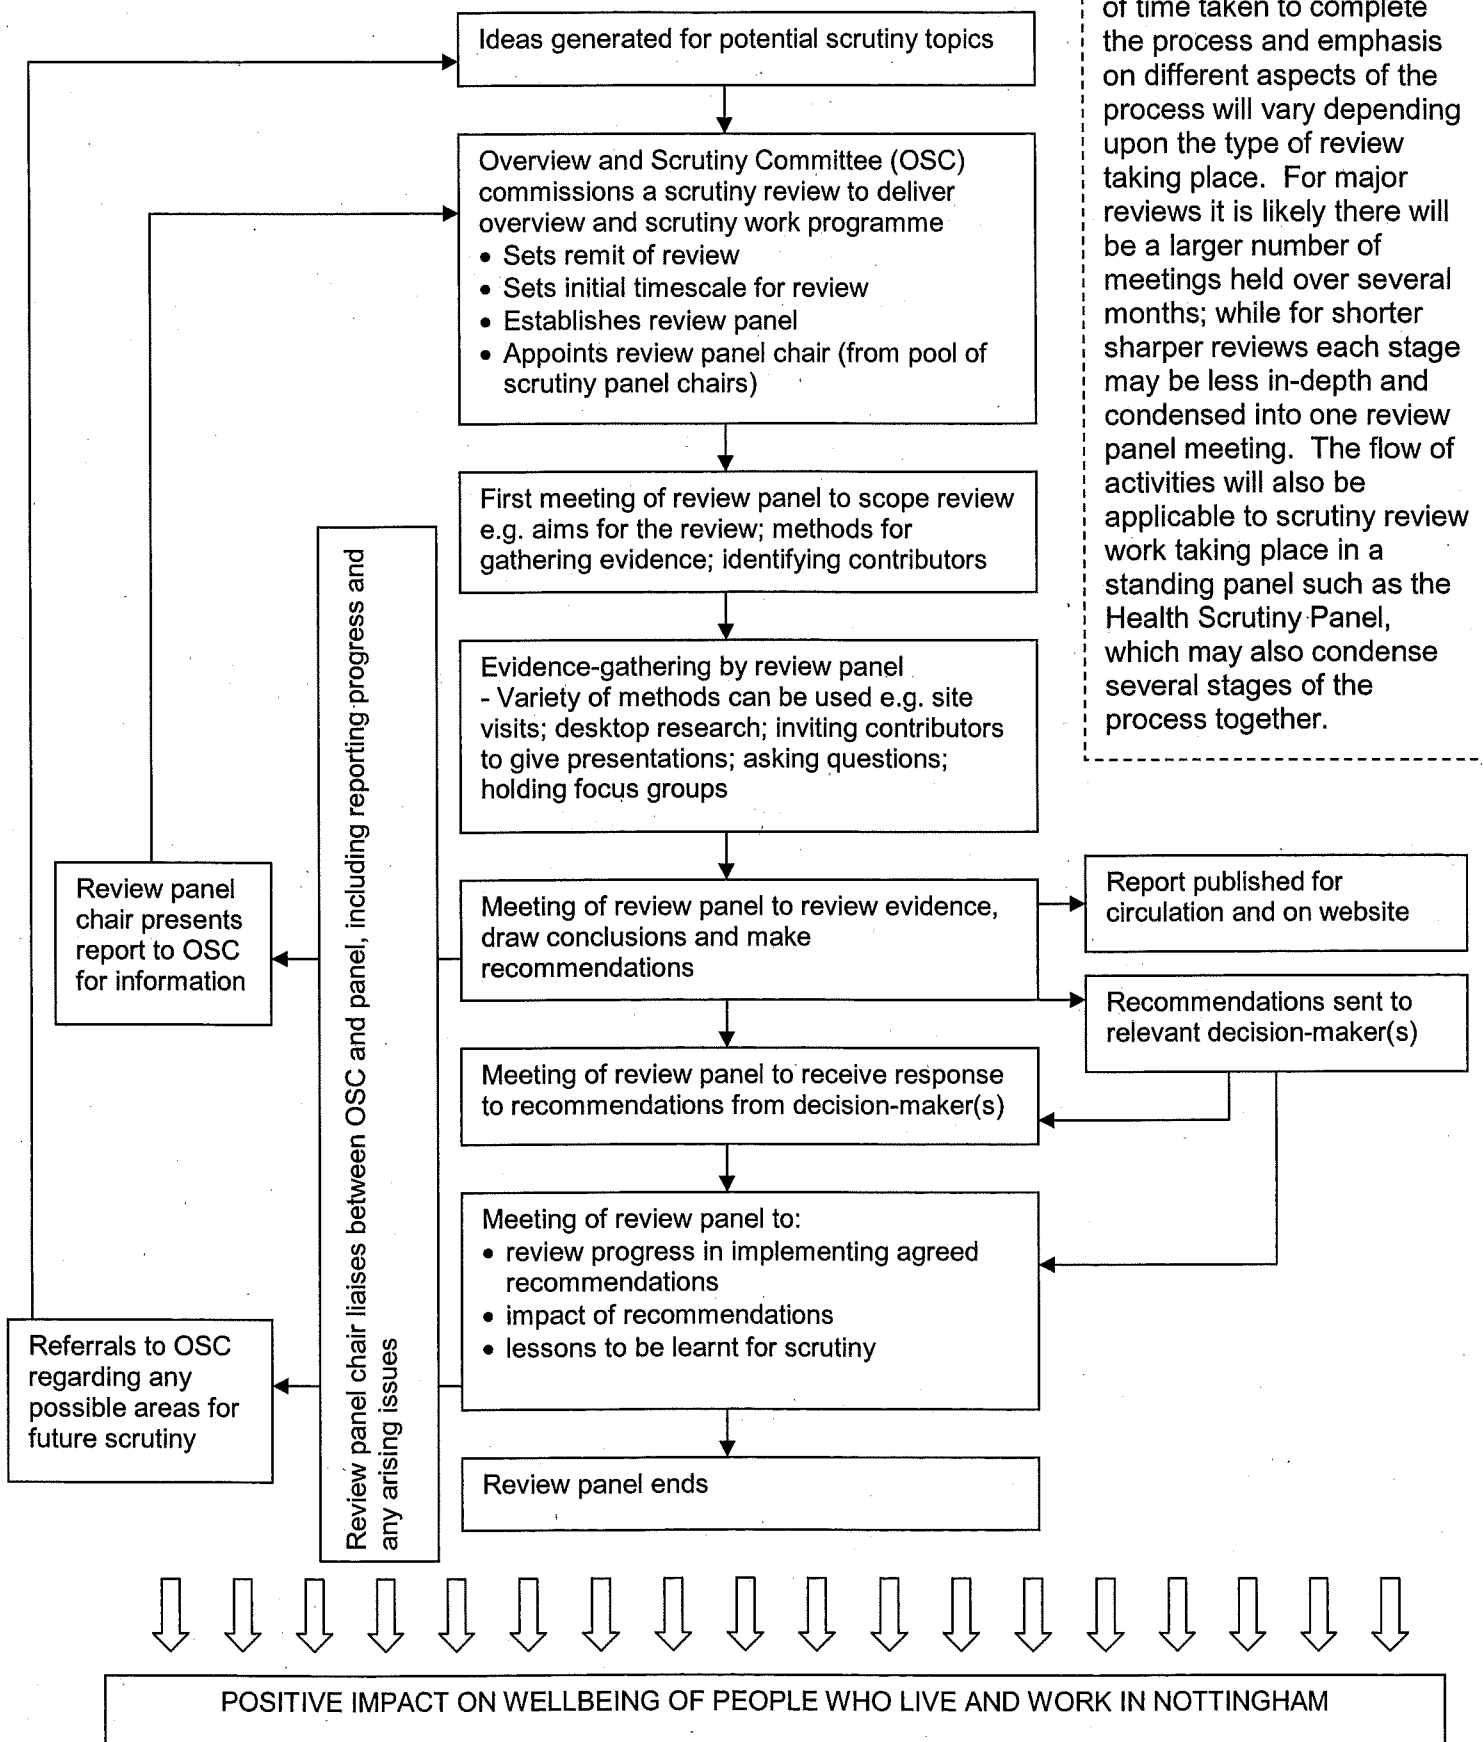 Ideas generated for potential scrutiny topics
Overview and Scrutiny Committee (OSC)
commissions a scrutiny review to deliver
overview and scrutiny work programme
• Sets remit of review
• Sets initial timescale for review
• Establishes review panel
• Appoints review panel chair (from pool of
scrutiny panel chairs)
First meeting of review panel to scope review
e.g. aims for the review; methods for
gathering evidence; identifying contributors
Evidence-gathering by review panel
- Variety of methods can be used e.g. site
visits; desktop research; inviting contributors
to give presentations; asking questions;
holding focus groups
Meeting of review panel to review evidence,
draw conclusions and make
recommendations
Meeting of review panel to receive response
to recommendations from decision-maker(s)
Meeting of review panel to:
• review progress in implementing agreed
recommendations
• impact of recommendations
• lessons to be learnt for scrutiny
Review panel ends
of time taken to complete
the process and emphasis
on different aspects of the
process will vary depending
upon the type of review
taking place.  For major
reviews it is likely there will
be a larger number of
meetings held over several
months; while for shorter
sharper reviews each stage
may be less in-depth and
condensed into one review
panel meeting.  The flow of
activities will also be
applicable to scrutiny review
work taking place in a
standing panel such as the
Health Scrutiny Panel,
which may also condense
several stages of the
process together.
Report published for
circulation and on website
Recommendations sent to
relevant decision-maker(s)
Review panel
chair presents
report to OSC
for information
Referrals to OSC
regarding any
possible areas for
future scrutiny
Review panel chair liaises between OSC and panel, including reporting progress and
any arising issues
POSITIVE IMPACT ON WELLBEING OF PEOPLE WHO LIVE AND WORK IN NOTTINGHAM